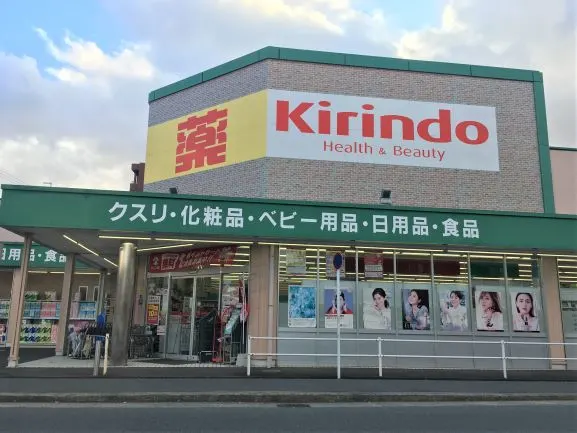 薬
Kirindo
Health & Beauty
クスリ・化粧品・ベビー用品・日用品・食品
用品・食品